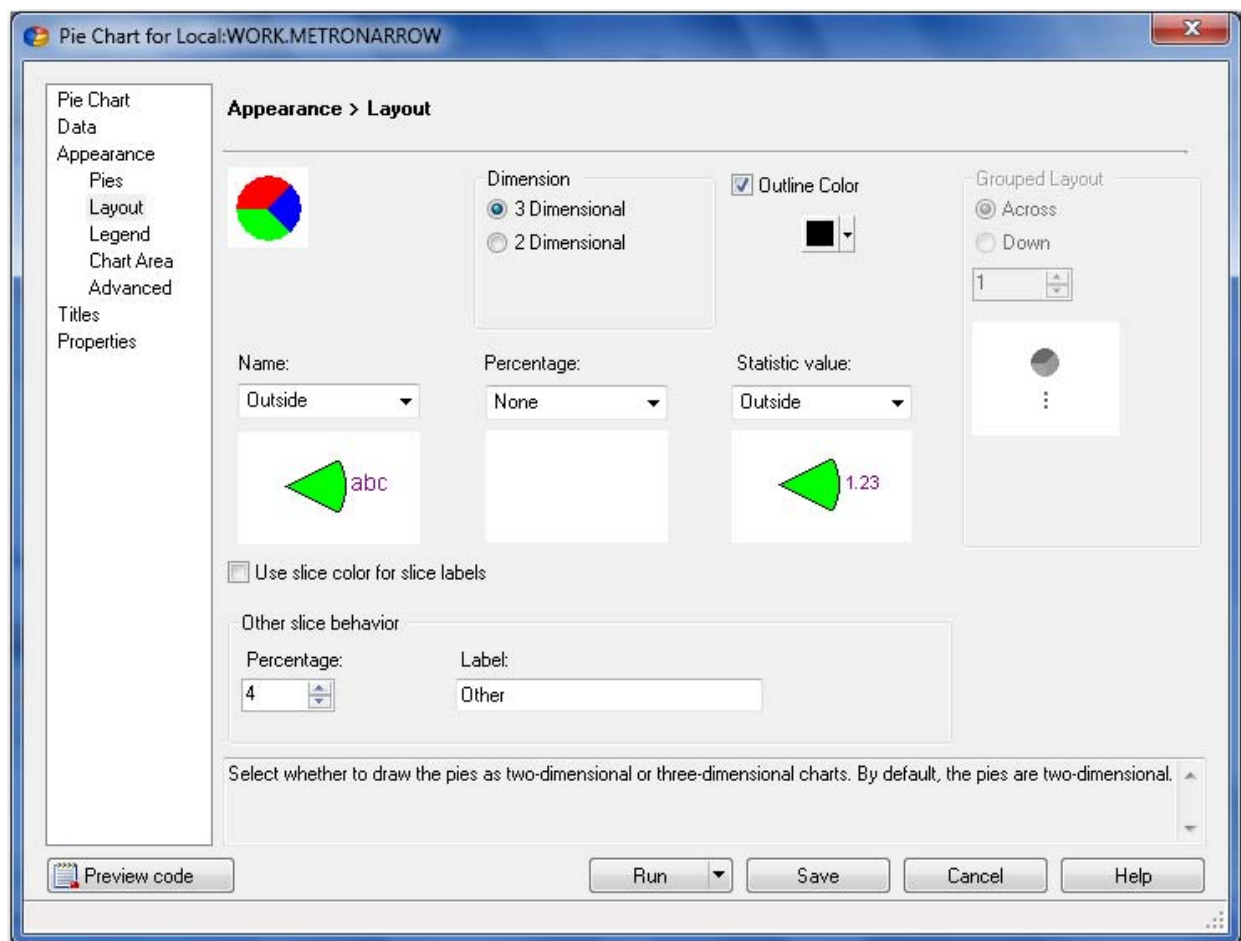 Pie Chart for Local:WORK.METRONARROW
Pie Chart
Data
Appearance
Pies
Layout
Legend
Chart Area
Advanced
Titles
Properties
Appearance > Layout
Dimension
3 Dimensional
2 Dimensional
Outline Color
Grouped Layout
Across
Down
1
Name:
Percentage:
Statistic value:
Outside
None
Outside
abc
1.23
Use slice color for slice labels
Other slice behavior
Percentage:
Label:
4
Other
Select whether to draw the pies as two-dimensional or three-dimensional charts. By default, the pies are two-dimensional.
Preview code
Run
Save
Cancel
Help